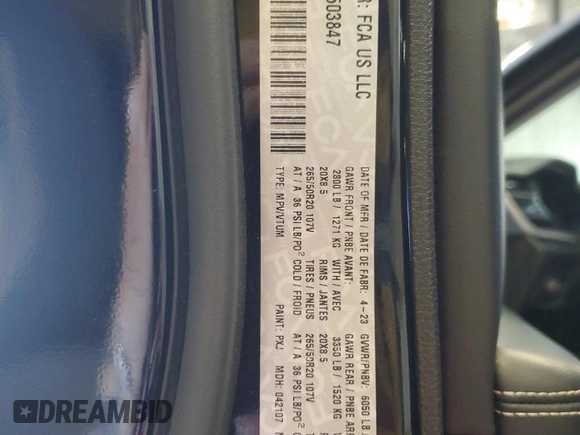 R: FCA US LLC
503847
DATE OF MFR / DATE DE FABR: 4-23 GVWR/PNBV: 6050 LB
GAWR FRONT / PNBE AVANT: GAWR REAR / PNBE ARR
2800 LB / 1271 KG WITH / AVEC 3350 LB / 1520 KG
20X8.5 RIMS / JANTES 20X8.5
265/50R20 107V TIRES / PNEUS 265/50R20 107V
AT / A 36 PSI LB/PO² COLD / FROID AT / A 36 PSI LB/PO²
TYPE: MPV/VTUM PAINT: PXJ MDH: 042107
DREAMBID